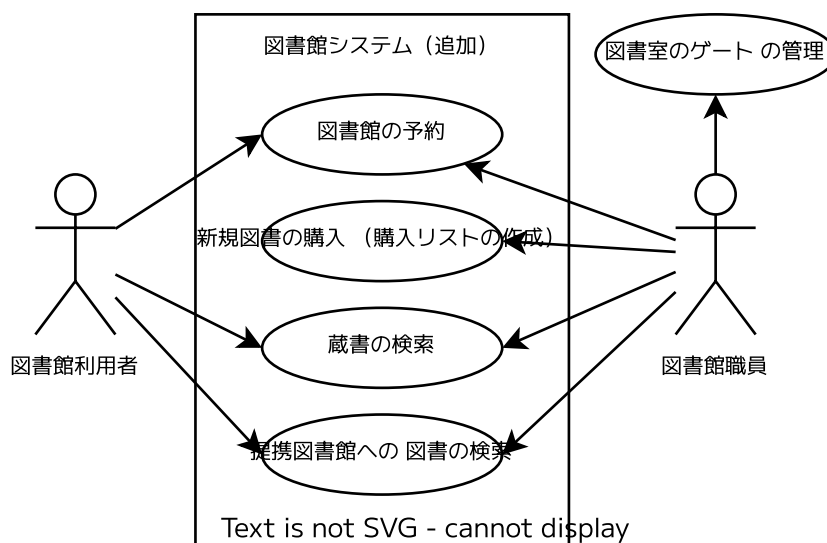 図書館システム（追加）
図書室のゲート の管理
図書館の予約
新規図書の購入 （購入リストの作成）
蔵書の検索
図書館利用者
図書館職員
提携図書館への 図書の検索
Text is not SVG - cannot display